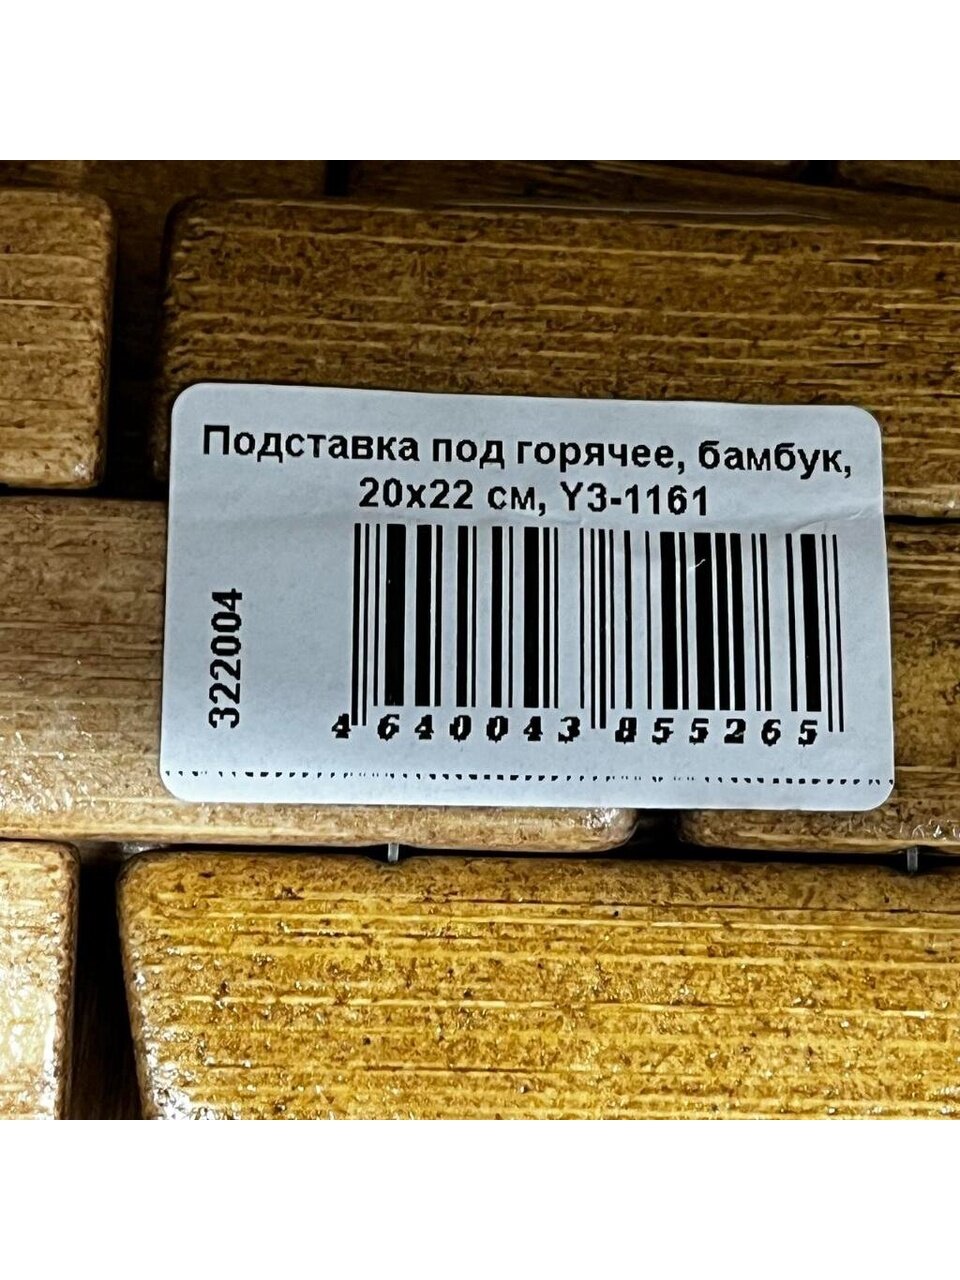 Подставка под горячее, бамбук,
20х22 см, Y3-1161
322004
4 640043 855265